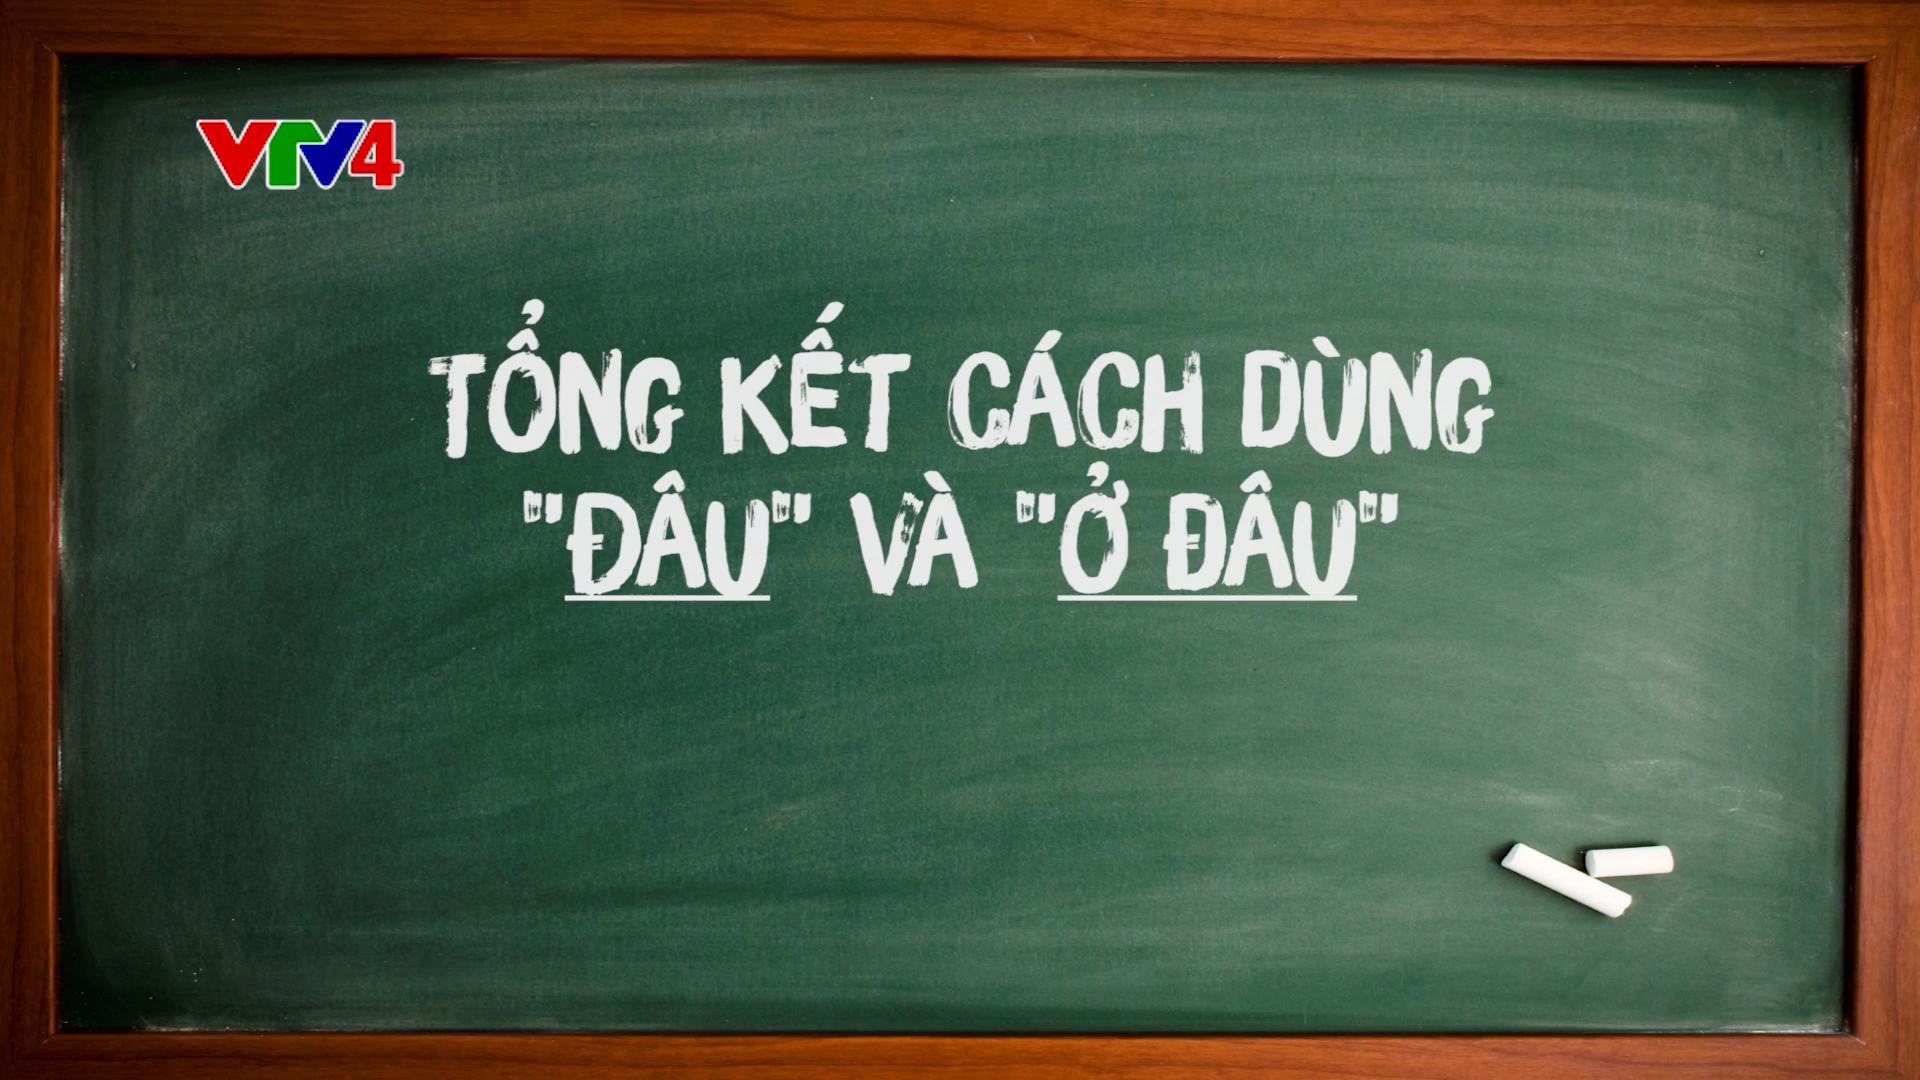 VTV4
TỔNG KẾT CÁCH DÙNG
"ĐÂU" VÀ "Ở ĐÂU"